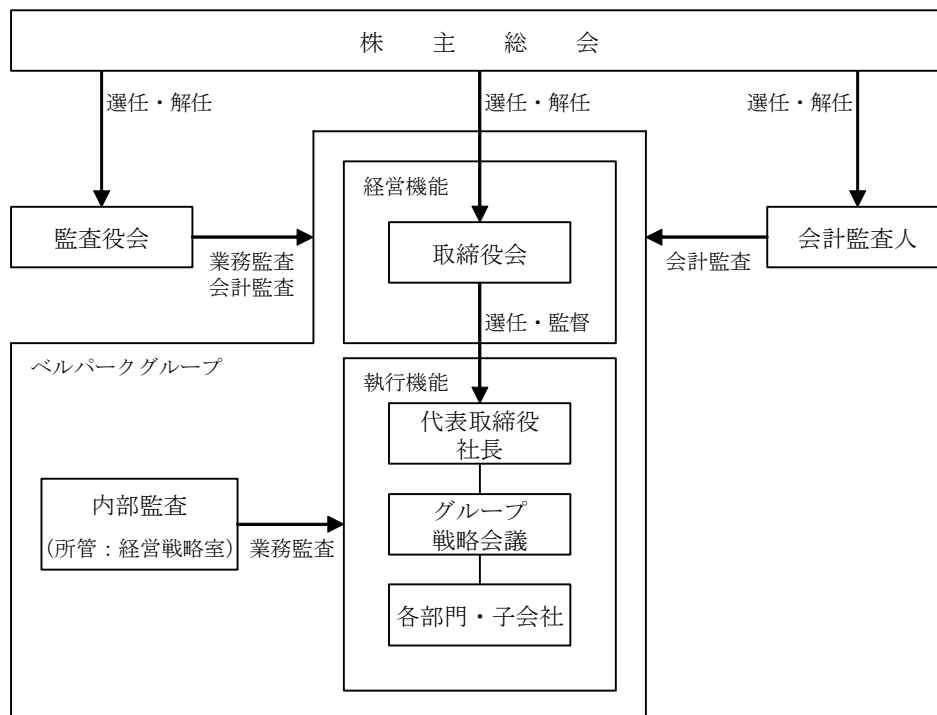 株 主 総 会
選任・解任
選任・解任
選任・解任
経営機能
監査役会
取締役会
会計監査人
業務監査
会計監査
会計監査
選任・監督
ベルパークグループ
執行機能
代表取締役
社長
内部監査
(所管：経営戦略室)
業務監査
グループ
戦略会議
各部門・子会社